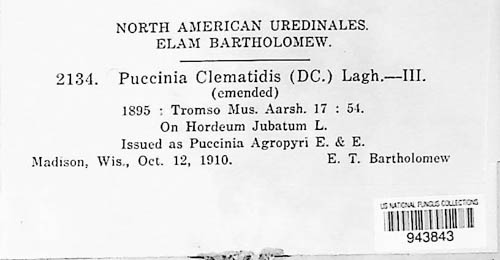 NORTH AMERICAN UREDINALES.
ELAM BARTHOLOMEW.
2134. Puccinia Clematidis (DC.) Lagh.—III.
(emended)
1895 : Tromso Mus. Aarsh. 17 : 54.
On Hordeum Jubatum L.
Issued as Puccinia Agropyri E. & E.
Madison, Wis., Oct. 12, 1910. E. T. Bartholomew
US NATIONAL FUNGUS COLLECTIONS
943843